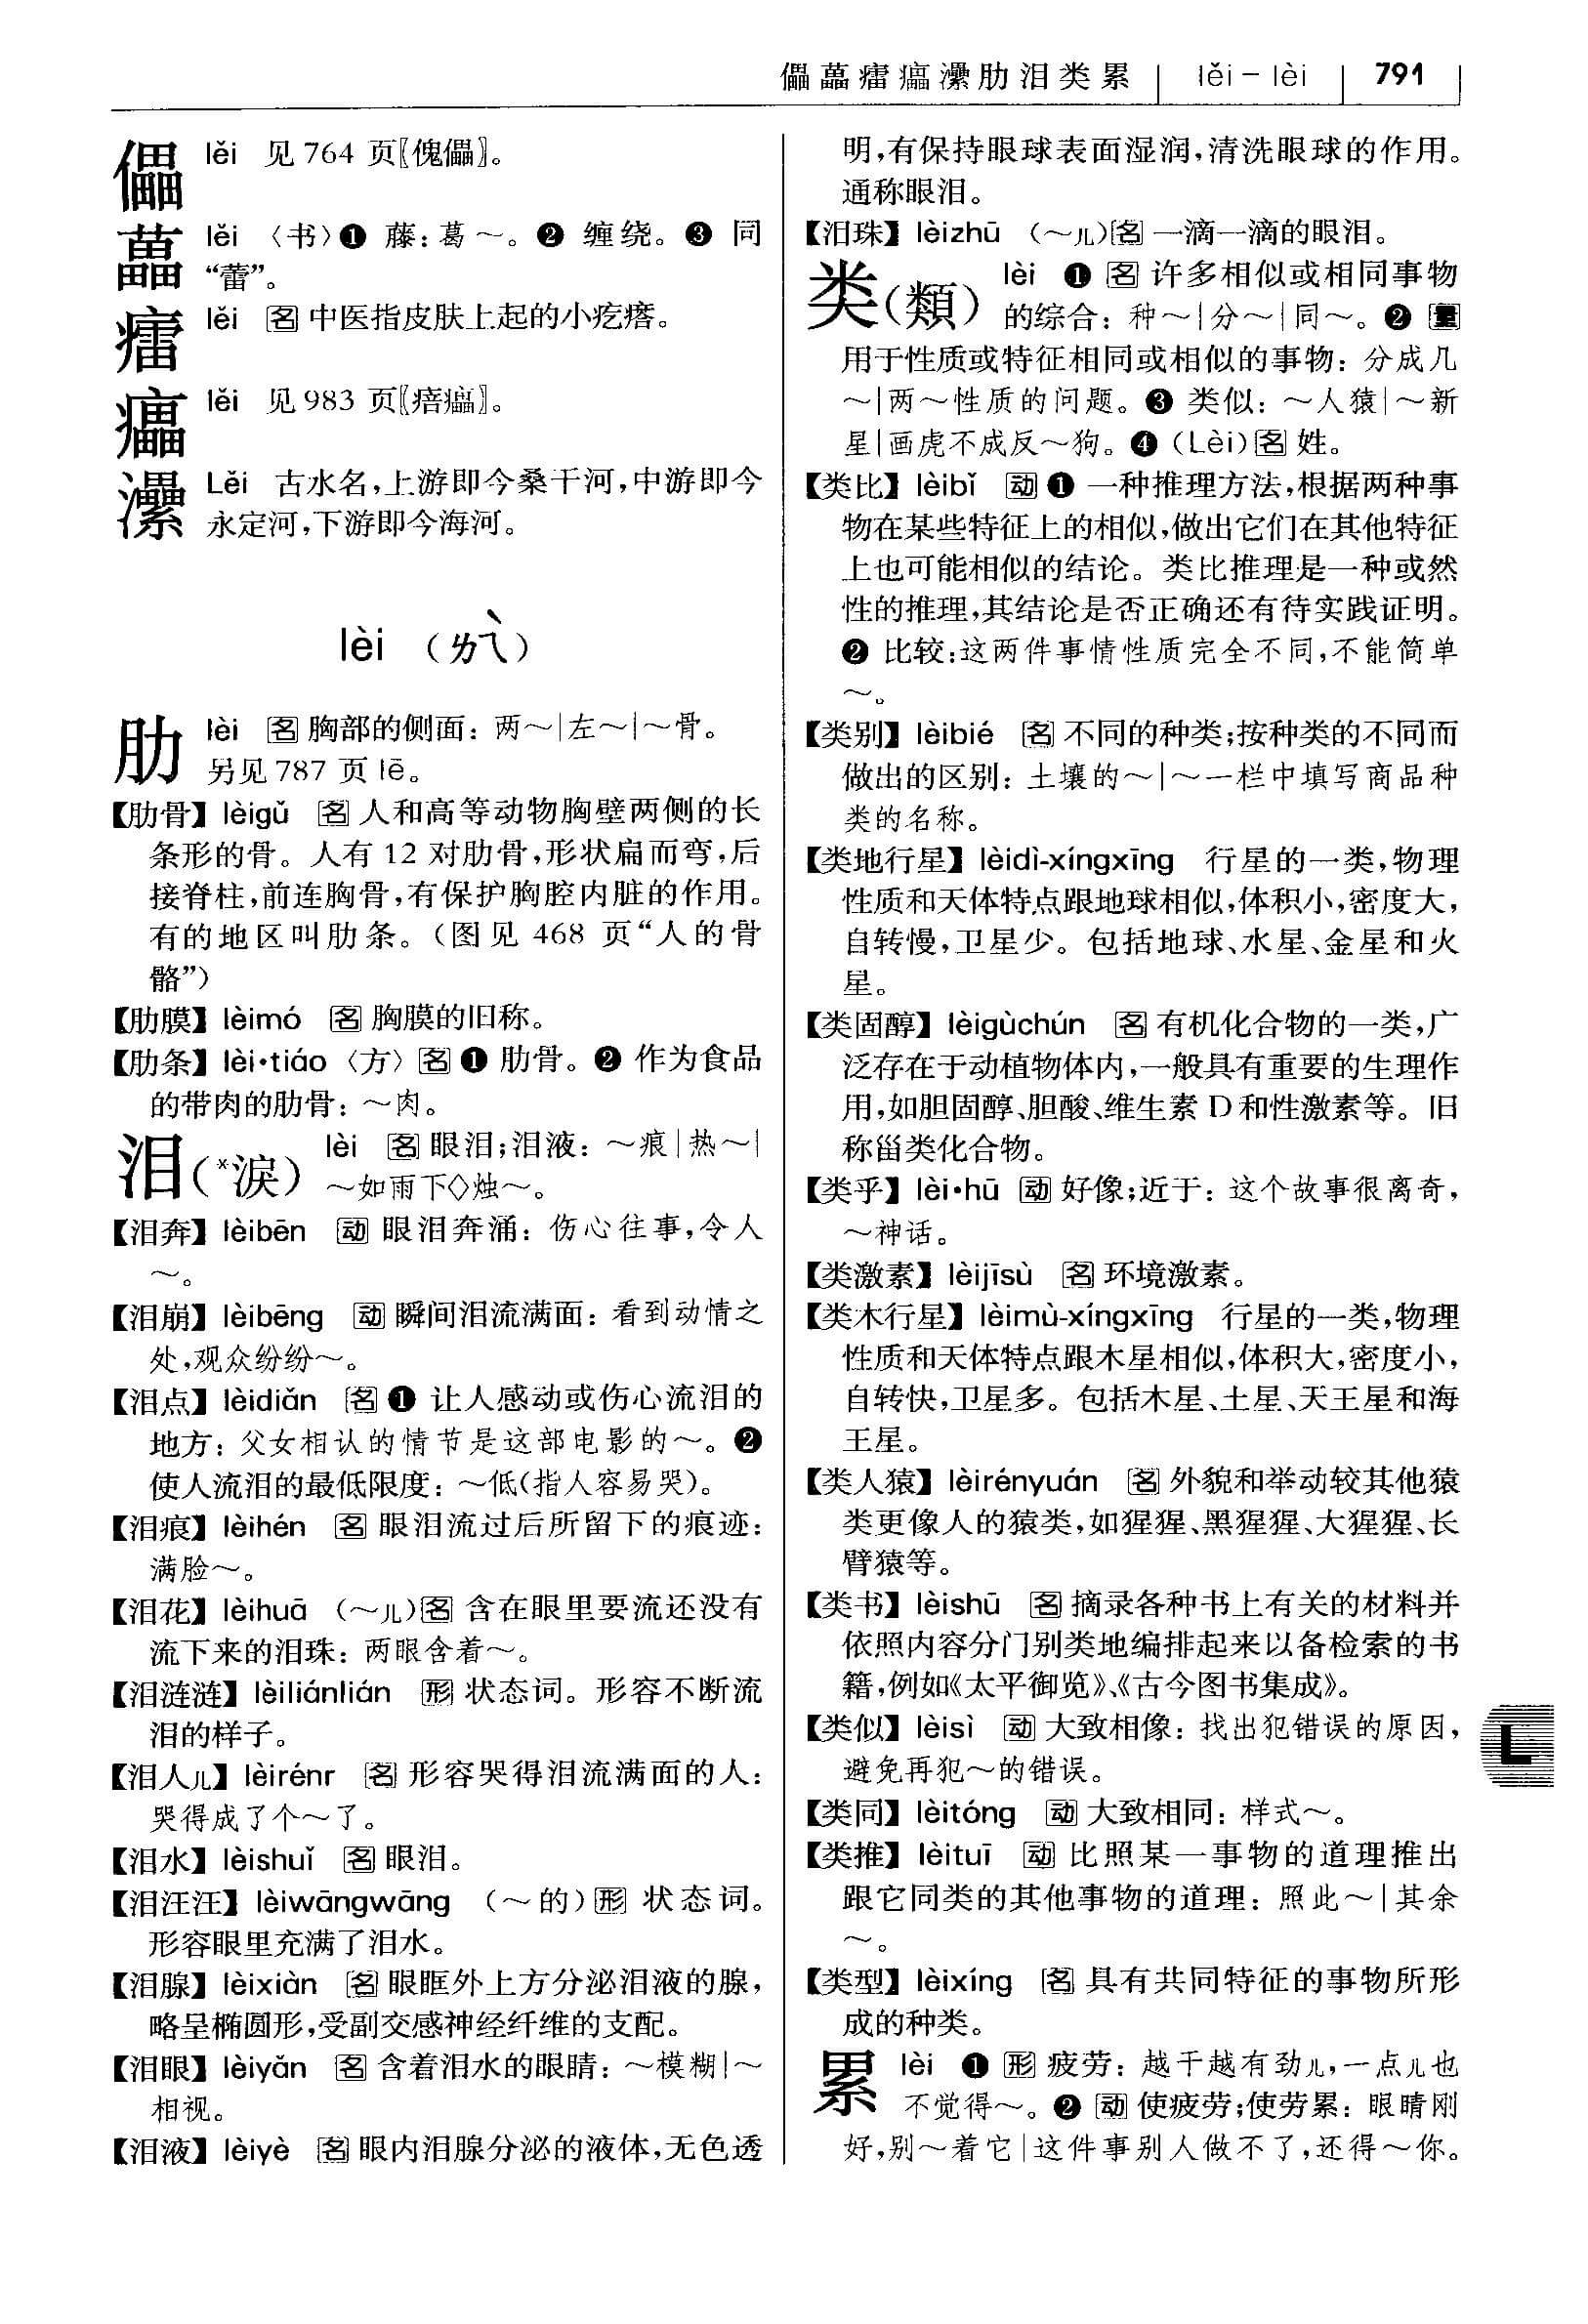 儡藟癗癳灅肋泪类累 | lěi－lèi | 791
儡 lěi 见 764 页〖傀儡〗。
藟 lěi 〈书〉❶ 藤：葛～。❷ 缠绕。❸ 同
“蕾”。
癗 lěi 名 中医指皮肤上起的小疙瘩。
癗 lěi 见 983 页〖㾦癗〗。
灅 Lěi 古水名，上游即今桑干河，中游即今
永定河，下游即今海河。
lèi （ㄌㄟˋ）
肋 lèi 名 胸部的侧面：两～|左～|～骨。
另见 787 页 lē。
【肋骨】lèigǔ 名 人和高等动物胸壁两侧的长
条形的骨。人有 12 对肋骨，形状扁而弯，后
接脊柱，前连胸骨，有保护胸腔内脏的作用。
有的地区叫肋条。（图见 468 页“人的骨
骼”）
【肋膜】lèimó 名 胸膜的旧称。
【肋条】lèi•tiáo 〈方〉名 ❶ 肋骨。❷ 作为食品
的带肉的肋骨：～肉。
泪（*淚） lèi 名 眼泪；泪液：～痕|热～|
～如雨下◇烛～。
【泪奔】lèibēn 动 眼泪奔涌：伤心往事，令人
～。
【泪崩】lèibēng 动 瞬间泪流满面：看到动情之
处，观众纷纷～。
【泪点】lèidiǎn 名 ❶ 让人感动或伤心流泪的
地方：父女相认的情节是这部电影的～。❷
使人流泪的最低限度：～低（指人容易哭）。
【泪痕】lèihén 名 眼泪流过后所留下的痕迹：
满脸～。
【泪花】lèihuā （～儿）名 含在眼里要流还没有
流下来的泪珠：两眼含着～。
【泪涟涟】lèiliánlián 形 状态词。形容不断流
泪的样子。
【泪人儿】lèirénr 名 形容哭得泪流满面的人：
哭得成了个～了。
【泪水】lèishuǐ 名 眼泪。
【泪汪汪】lèiwāngwāng （～的）形 状态词。
形容眼里充满了泪水。
【泪腺】lèixiàn 名 眼眶外上方分泌泪液的腺，
略呈椭圆形，受副交感神经纤维的支配。
【泪眼】lèiyǎn 名 含着泪水的眼睛：～模糊|～
相视。
【泪液】lèiyè 名 眼内泪腺分泌的液体，无色透
明，有保持眼球表面湿润，清洗眼球的作用。
通称眼泪。
【泪珠】lèizhū （～儿）名 一滴一滴的眼泪。
类（類） lèi ❶ 名 许多相似或相同事物
的综合：种～|分～|同～。❷ 量
用于性质或特征相同或相似的事物：分成几
～|两～性质的问题。❸ 类似：～人猿|～新
星|画虎不成反～狗。❹（Lèi）名 姓。
【类比】lèibǐ 动 ❶ 一种推理方法，根据两种事
物在某些特征上的相似，做出它们在其他特征
上也可能相似的结论。类比推理是一种或然
性的推理，其结论是否正确还有待实践证明。
❷ 比较：这两件事情性质完全不同，不能简单
～。
【类别】lèibié 名 不同的种类；按种类的不同而
做出的区别：土壤的～|～一栏中填写商品种
类的名称。
【类地行星】lèidì-xíngxīng 行星的一类，物理
性质和天体特点跟地球相似，体积小，密度大，
自转慢，卫星少。包括地球、水星、金星和火
星。
【类固醇】lèigùchún 名 有机化合物的一类，广
泛存在于动植物体内，一般具有重要的生理作
用，如胆固醇、胆酸、维生素 D 和性激素等。旧
称甾类化合物。
【类乎】lèi•hū 动 好像；近于：这个故事很离奇，
～神话。
【类激素】lèijīsù 名 环境激素。
【类木行星】lèimù-xíngxīng 行星的一类，物理
性质和天体特点跟木星相似，体积大，密度小，
自转快，卫星多。包括木星、土星、天王星和海
王星。
【类人猿】lèirényuán 名 外貌和举动较其他猿
类更像人的猿类，如猩猩、黑猩猩、大猩猩、长
臂猿等。
【类书】lèishū 名 摘录各种书上有关的材料并
依照内容分门别类地编排起来以备检索的书
籍，例如《太平御览》、《古今图书集成》。
【类似】lèisì 动 大致相像：找出犯错误的原因，
避免再犯～的错误。
【类同】lèitóng 动 大致相同：样式～。
【类推】lèituī 动 比照某一事物的道理推出
跟它同类的其他事物的道理：照此～|其余
～。
【类型】lèixíng 名 具有共同特征的事物所形
成的种类。
累 lèi ❶ 形 疲劳：越干越有劲儿，一点儿也
不觉得～。❷ 动 使疲劳；使劳累：眼睛刚
好，别～着它|这件事别人做不了，还得～你。
L